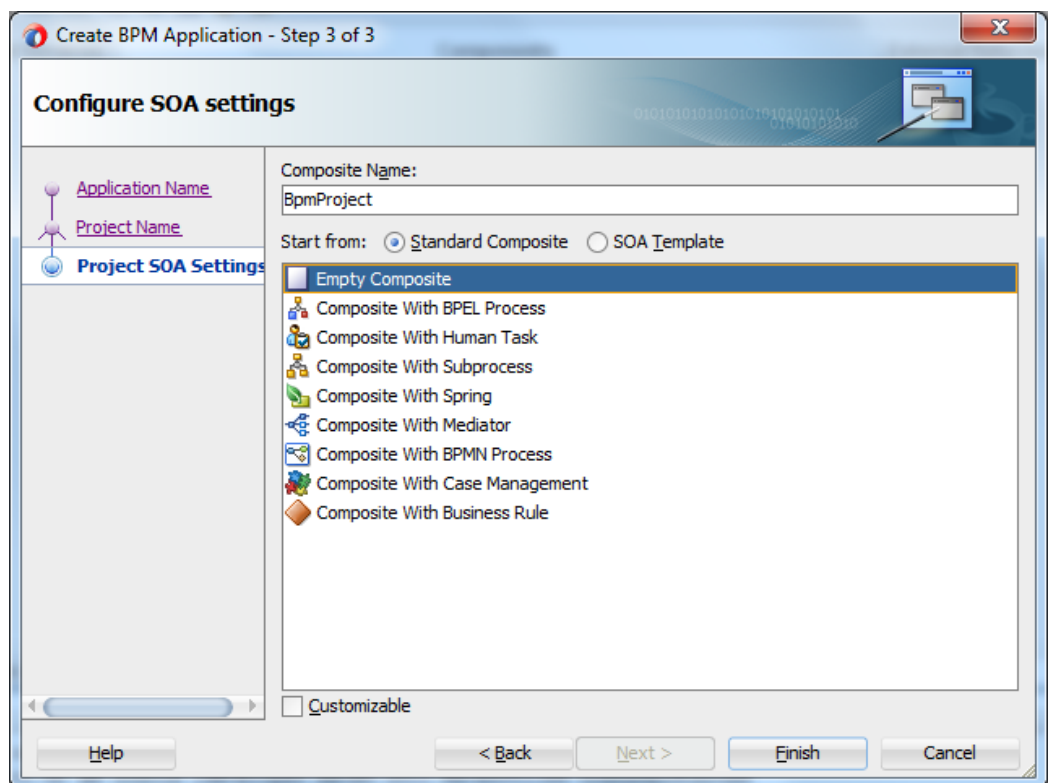 Create BPM Application - Step 3 of 3
Configure SOA settings
Application Name
Project Name
Project SOA Settings
Composite Name:
BpmProject
Start from: Standard Composite SOA Template
Empty Composite
Composite With BPEL Process
Composite With Human Task
Composite With Subprocess
Composite With Spring
Composite With Mediator
Composite With BPMN Process
Composite With Case Management
Composite With Business Rule
Customizable
Help < Back Next > Finish Cancel